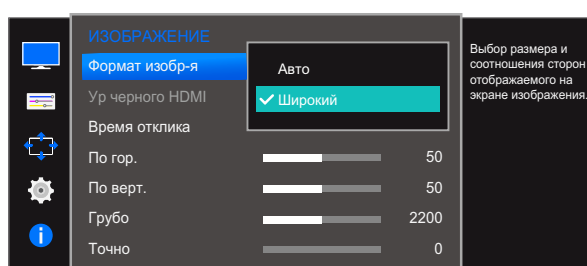 ИЗОБРАЖЕНИЕ
Формат изобр-я
Авто
Ур черного HDMI
Широкий
Время отклика
По гор. 50
По верт. 50
Грубо 2200
Точно 0
Выбор размера и
соотношения сторон
отображаемого на
экране изображения.